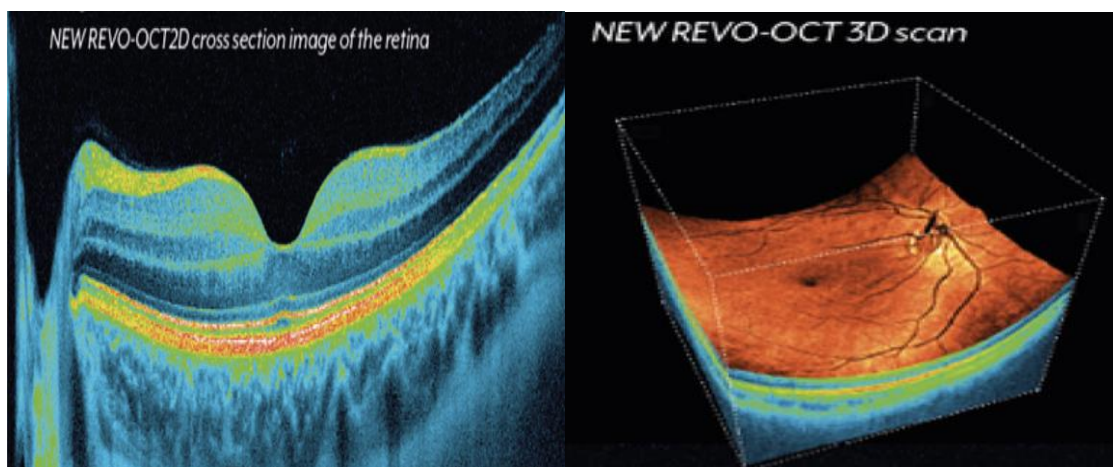 NEW REVO-OCT2D cross section image of the retina
NEW REVO-OCT 3D scan